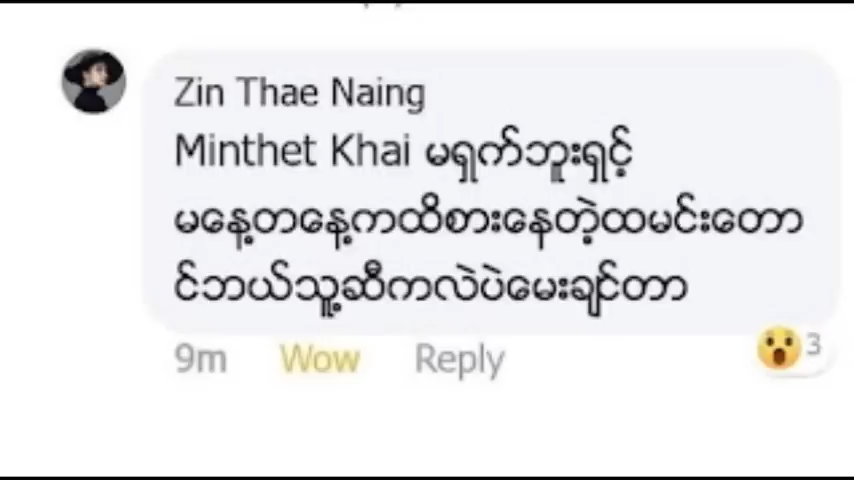 Zin Thae Naing
Minthet Khai မရှက်ဘူးရှင့်
မနေ့တနေ့ကထိစားနေတဲ့ထမင်းတော
င်ဘယ်သူ့ဆီကလဲပဲမေးချင်တာ
9m Wow Reply 3